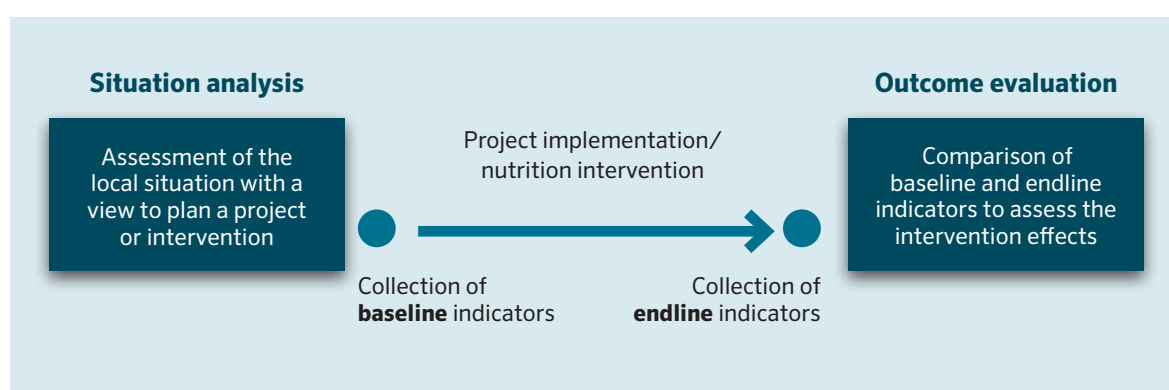 Situation analysis
Assessment of the
local situation with a
view to plan a project
or intervention
Project implementation/
nutrition intervention
Collection of
baseline indicators
Collection of
endline indicators
Outcome evaluation
Comparison of
baseline and endline
indicators to assess the
intervention effects